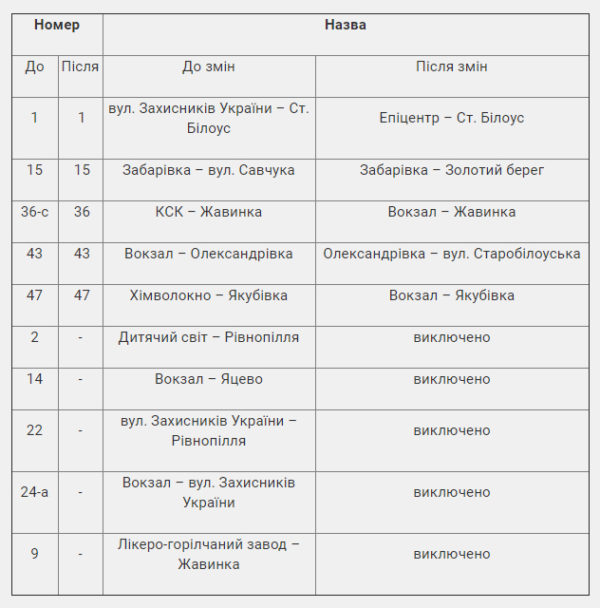 Номер Назва
До Після До змін Після змін
1 1 вул. Захисників України – Ст. Білоус Епіцентр – Ст. Білоус
15 15 Забарівка – вул. Савчука Забарівка – Золотий берег
36-с 36 КСК – Жавинка Вокзал – Жавинка
43 43 Вокзал – Олександрівка Олександрівка – вул. Старобілоуська
47 47 Хімволокно – Якубівка Вокзал – Якубівка
2 - Дитячий світ – Рівнопілля виключено
14 - Вокзал – Яцево виключено
22 - вул. Захисників України – Рівнопілля виключено
24-а - Вокзал – вул. Захисників України виключено
9 - Лікеро-горілчаний завод – Жавинка виключено